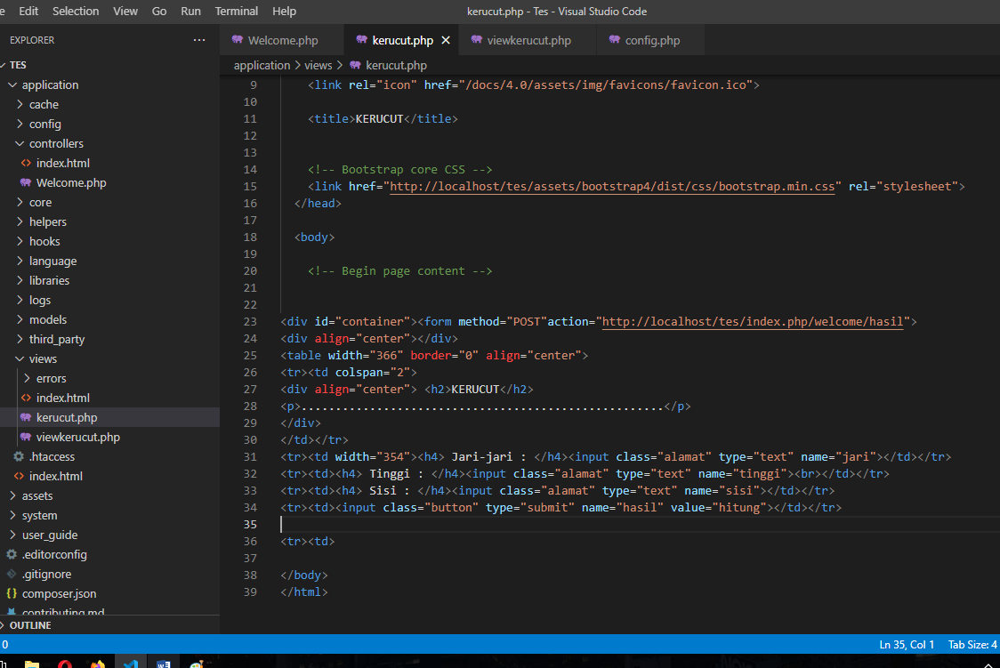 Edit Selection View Go Run Terminal Help kerucut.php - Tes - Visual Studio Code
EXPLORER
TES
application
cache
config
controllers
index.html
Welcome.php
core
helpers
hooks
language
libraries
logs
models
third_party
views
errors
index.html
kerucut.php
viewkerucut.php
.htaccess
index.html
assets
system
user_guide
.editorconfig
.gitignore
composer.json
contributing.md
OUTLINE
Welcome.php kerucut.php viewkerucut.php config.php
application > views > kerucut.php
9 <link rel="icon" href="/docs/4.0/assets/img/favicons/favicon.ico">
10
11 <title>KERUCUT</title>
12
13
14 <!-- Bootstrap core CSS -->
15 <link href="http://localhost/tes/assets/bootstrap4/dist/css/bootstrap.min.css" rel="stylesheet">
16 </head>
17
18 <body>
19
20 <!-- Begin page content -->
21
22
23 <div id="container"><form method="POST"action="http://localhost/tes/index.php/welcome/hasil">
24 <div align="center"></div>
25 <table width="366" border="0" align="center">
26 <tr><td colspan="2">
27 <div align="center"> <h2>KERUCUT</h2>
28 <p>.....................................................</p>
29 </div>
30 </td></tr>
31 <tr><td width="354"><h4> Jari-jari : </h4><input class="alamat" type="text" name="jari"></td></tr>
32 <tr><td><h4> Tinggi : </h4><input class="alamat" type="text" name="tinggi"><br></td></tr>
33 <tr><td><h4> Sisi : </h4><input class="alamat" type="text" name="sisi"></td></tr>
34 <tr><td><input class="button" type="submit" name="hasil" value="hitung"></td></tr>
35
36 <tr><td>
37
38 </body>
39 </html>
0 Ln 35, Col 1 Tab Size: 4